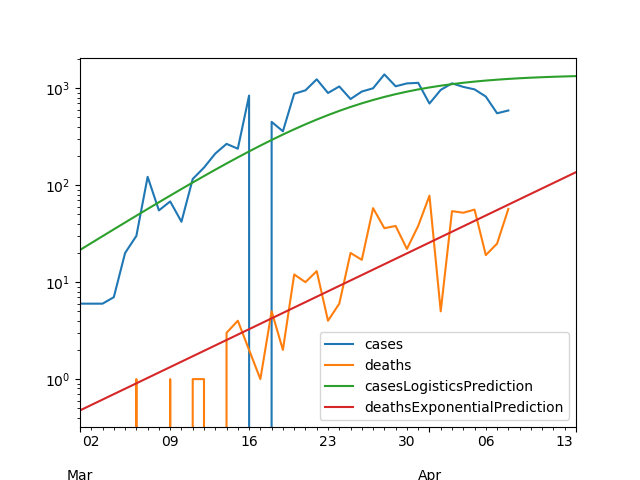 10³
10²
10¹
10⁰
cases
deaths
casesLogisticsPrediction
deathsExponentialPrediction
02 09 16 23 30 06 13
Mar Apr